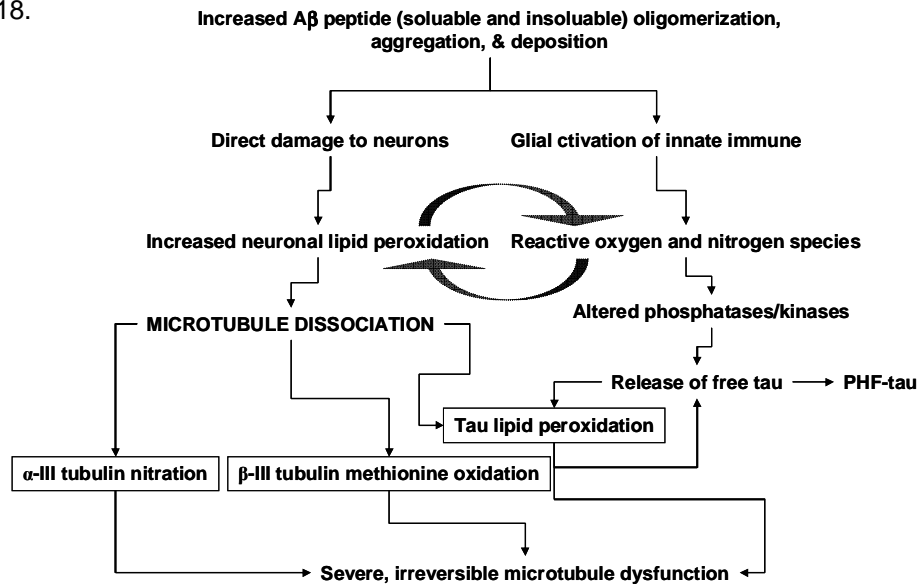 18.
Increased Aβ peptide (soluable and insoluable) oligomerization,
aggregation, & deposition
Direct damage to neurons
Glial ctivation of innate immune
Increased neuronal lipid peroxidation
Reactive oxygen and nitrogen species
Altered phosphatases/kinases
MICROTUBULE DISSOCIATION
Release of free tau
PHF-tau
Tau lipid peroxidation
α-III tubulin nitration
β-III tubulin methionine oxidation
Severe, irreversible microtubule dysfunction